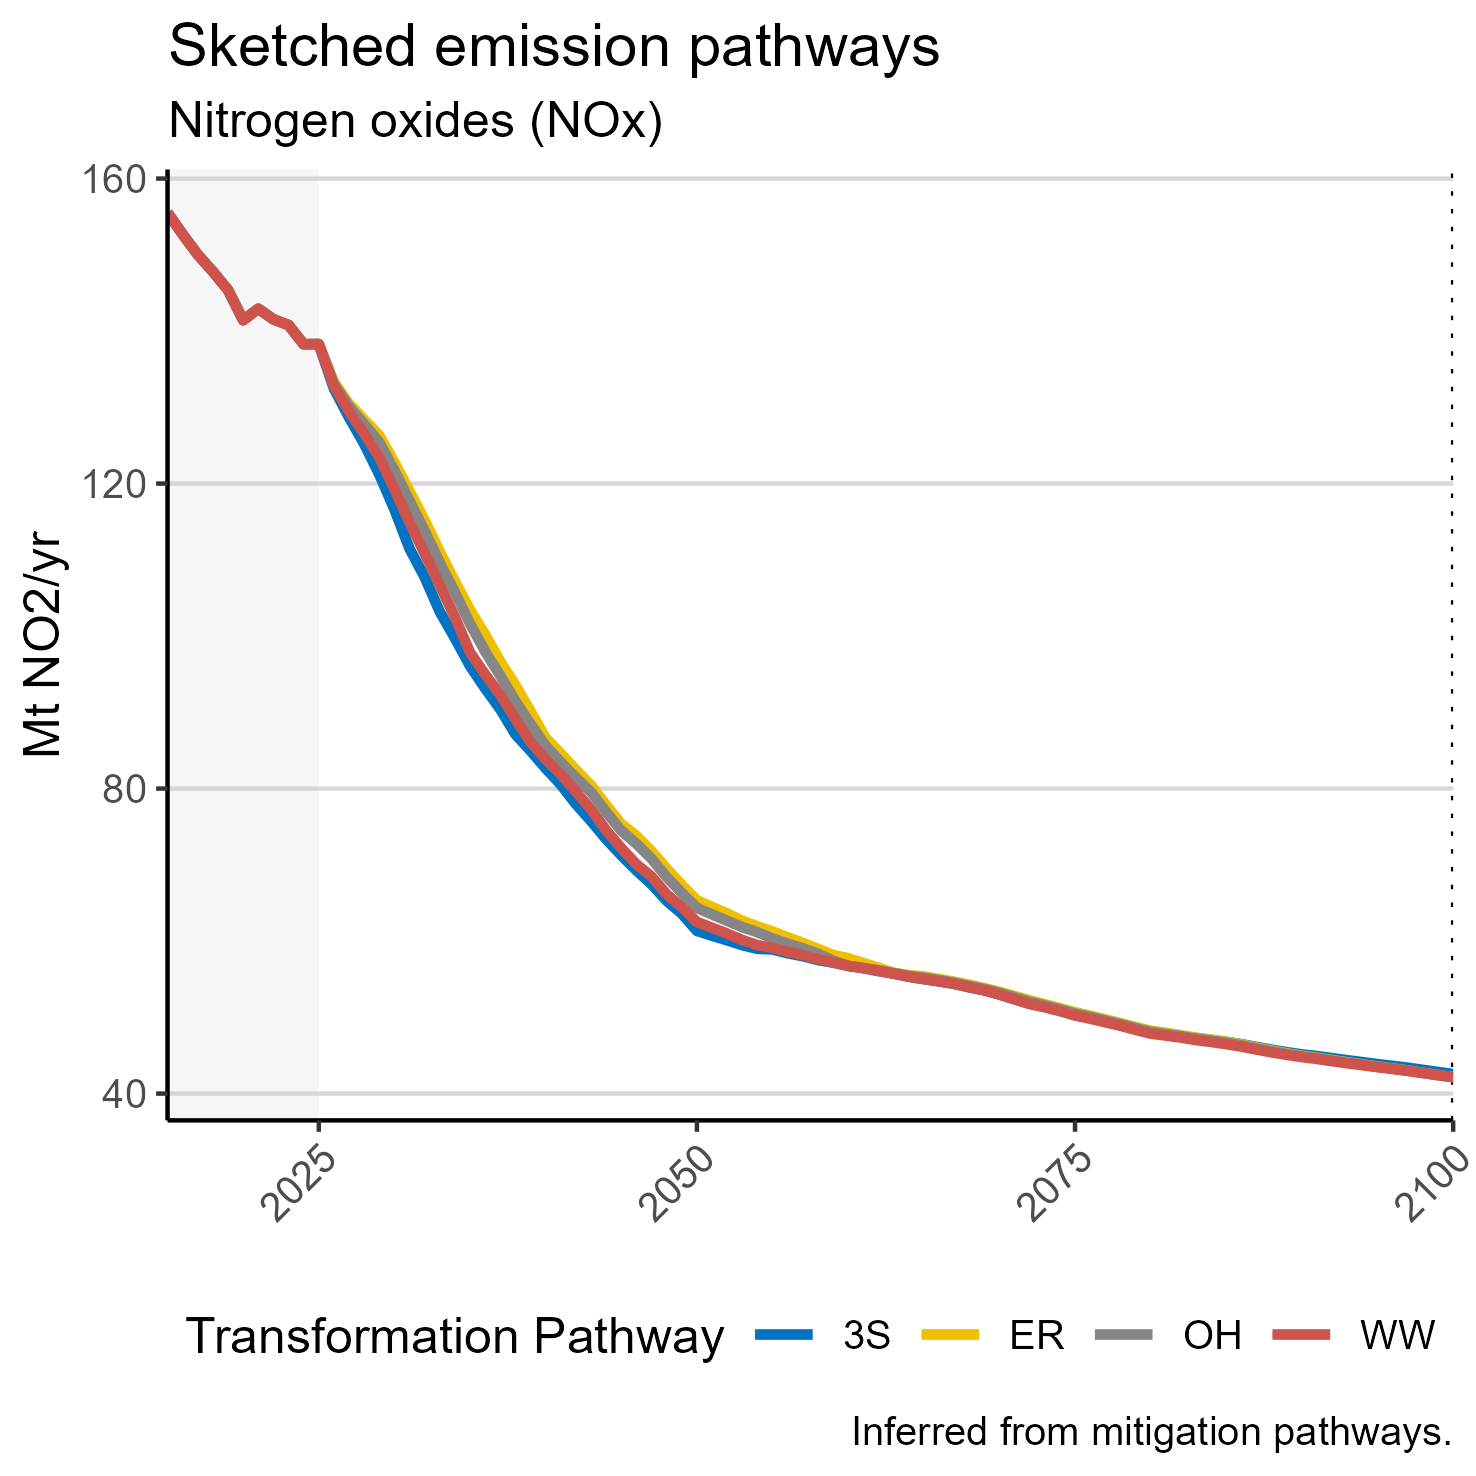 Sketched emission pathways
Nitrogen oxides (NOx)
160
120
80
40
Mt NO2/yr
2025
2050
2075
2100
Transformation Pathway 3S ER OH WW
Inferred from mitigation pathways.